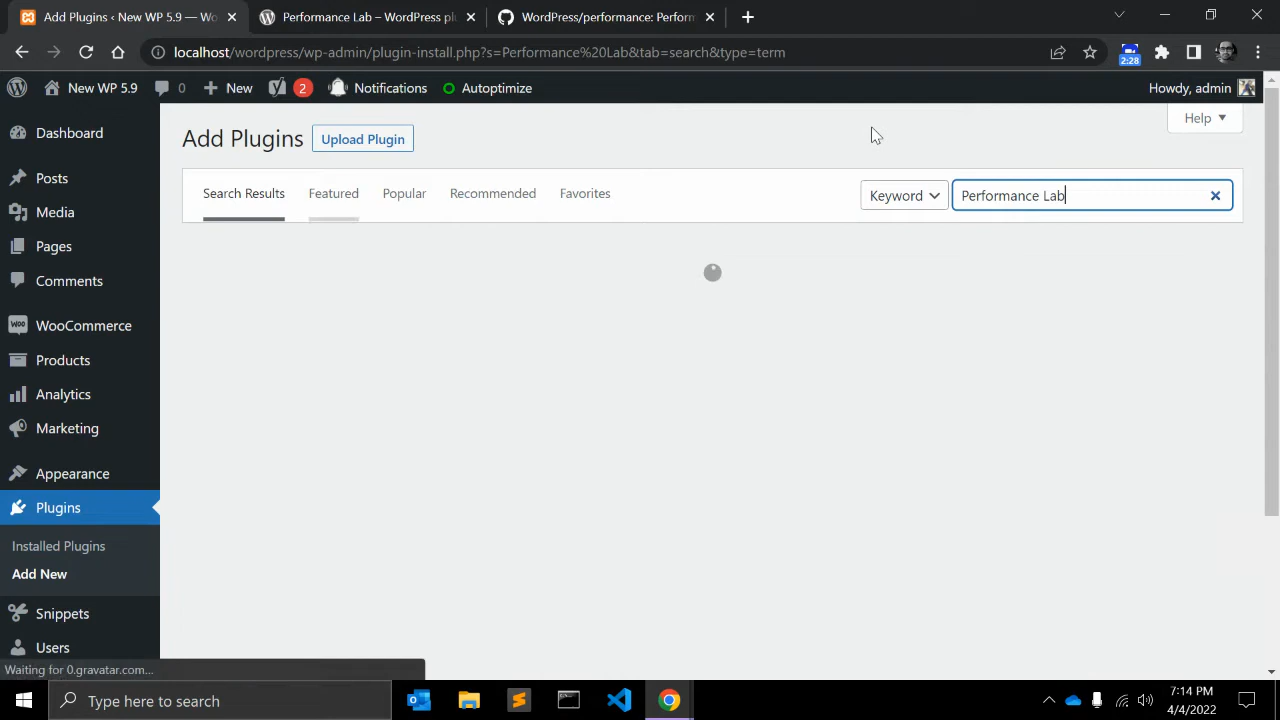 Add Plugins ‹ New WP 5.9 — Wo
Performance Lab – WordPress plu
WordPress/performance: Perform
localhost/wordpress/wp-admin/plugin-install.php?s=Performance%20Lab&tab=search&type=term
2:28
New WP 5.9
0
New
2
Notifications
Autoptimize
Howdy, admin
Dashboard
Posts
Media
Pages
Comments
Woo
WooCommerce
Products
Analytics
Marketing
Appearance
Plugins
Installed Plugins
Add New
Snippets
Users
Add Plugins
Upload Plugin
Help
Search Results
Featured
Popular
Recommended
Favorites
Keyword
Performance Lab
Waiting for 0.gravatar.com...
Type here to search
7:14 PM
4/4/2022